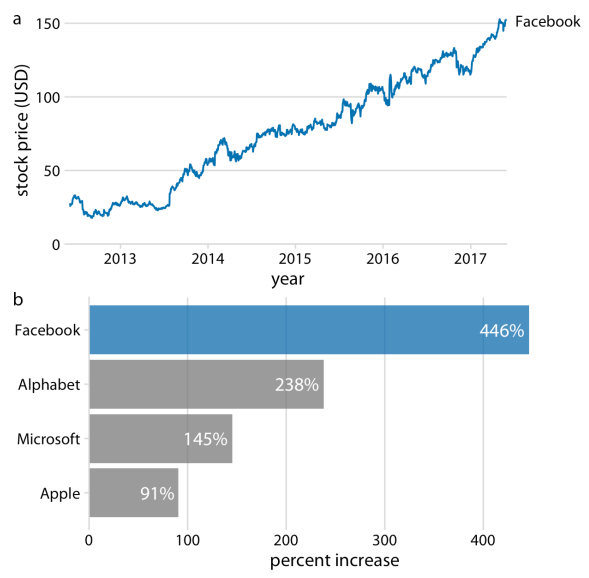 a
Facebook
stock price (USD)
150
100
50
0
2013 2014 2015 2016 2017
year
b
Facebook 446%
Alphabet 238%
Microsoft 145%
Apple 91%
0 100 200 300 400
percent increase